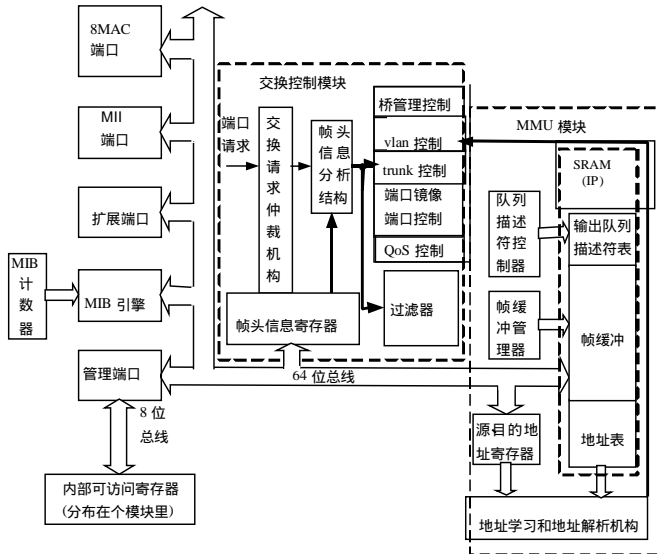 8MAC
端口
MII
端口
扩展端口
MIB
计
数
器
MIB 引擎
管理端口
8 位
总线
内部可访问寄存器
(分布在个模块里)
交换控制模块
端口
请求
交
换
请
求
仲
裁
机
构
帧头
信息
分析
结构
帧头信息寄存器
桥管理控制
vlan 控制
trunk 控制
端口镜像
端口控制
QoS 控制
过滤器
64 位总线
MMU 模块
SRAM
(IP)
队列
描述
符控
制器
输出队列
描述符表
帧缓
冲管
理器
帧缓冲
源目的地
址寄存器
地址表
地址学习和地址解析机构